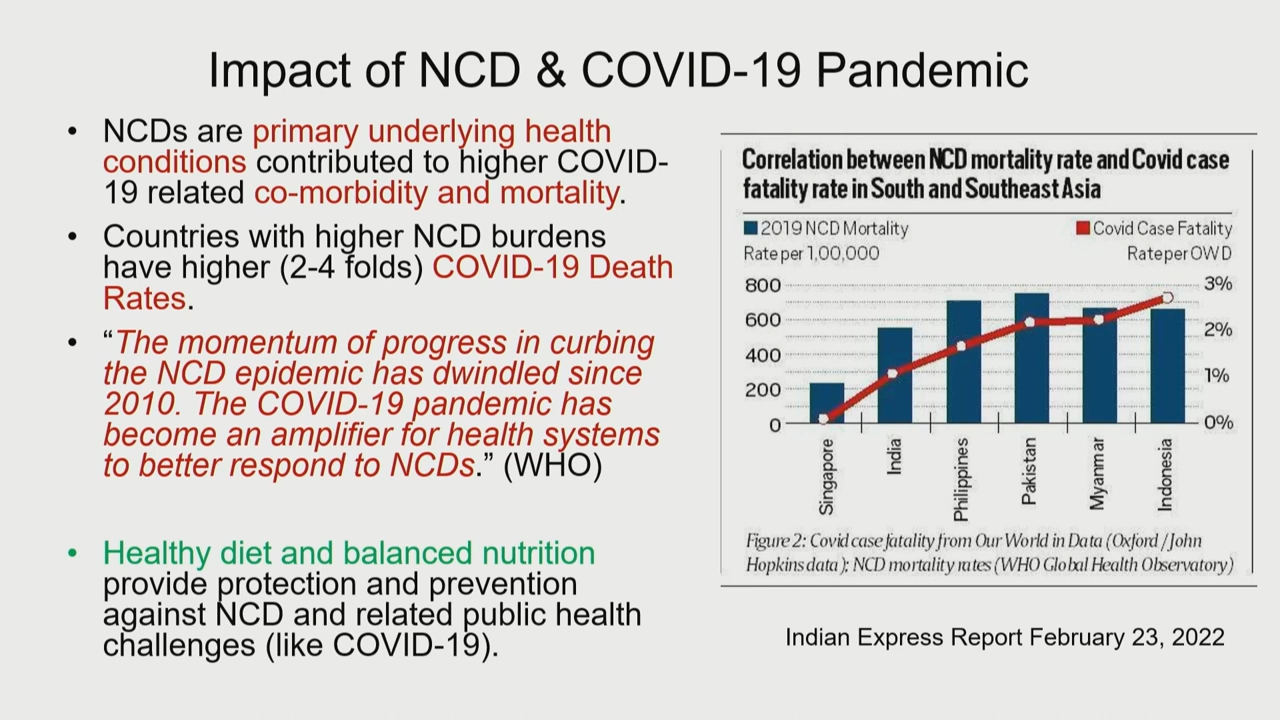 Impact of NCD & COVID-19 Pandemic
• NCDs are primary underlying health
conditions contributed to higher COVID-
19 related co-morbidity and mortality.
• Countries with higher NCD burdens
have higher (2-4 folds) COVID-19 Death
Rates.
• “The momentum of progress in curbing
the NCD epidemic has dwindled since
2010. The COVID-19 pandemic has
become an amplifier for health systems
to better respond to NCDs.” (WHO)
• Healthy diet and balanced nutrition
provide protection and prevention
against NCD and related public health
challenges (like COVID-19).
Correlation between NCD mortality rate and Covid case
fatality rate in South and Southeast Asia
2019 NCD Mortality
Rate per 1,00,000
Covid Case Fatality
Rate per OWD
800
600
400
200
0
3%
2%
1%
0%
Singapore
India
Philippines
Pakistan
Myanmar
Indonesia
Figure 2: Covid case fatality from Our World in Data (Oxford / John
Hopkins data); NCD mortality rates (WHO Global Health Observatory)
Indian Express Report February 23, 2022